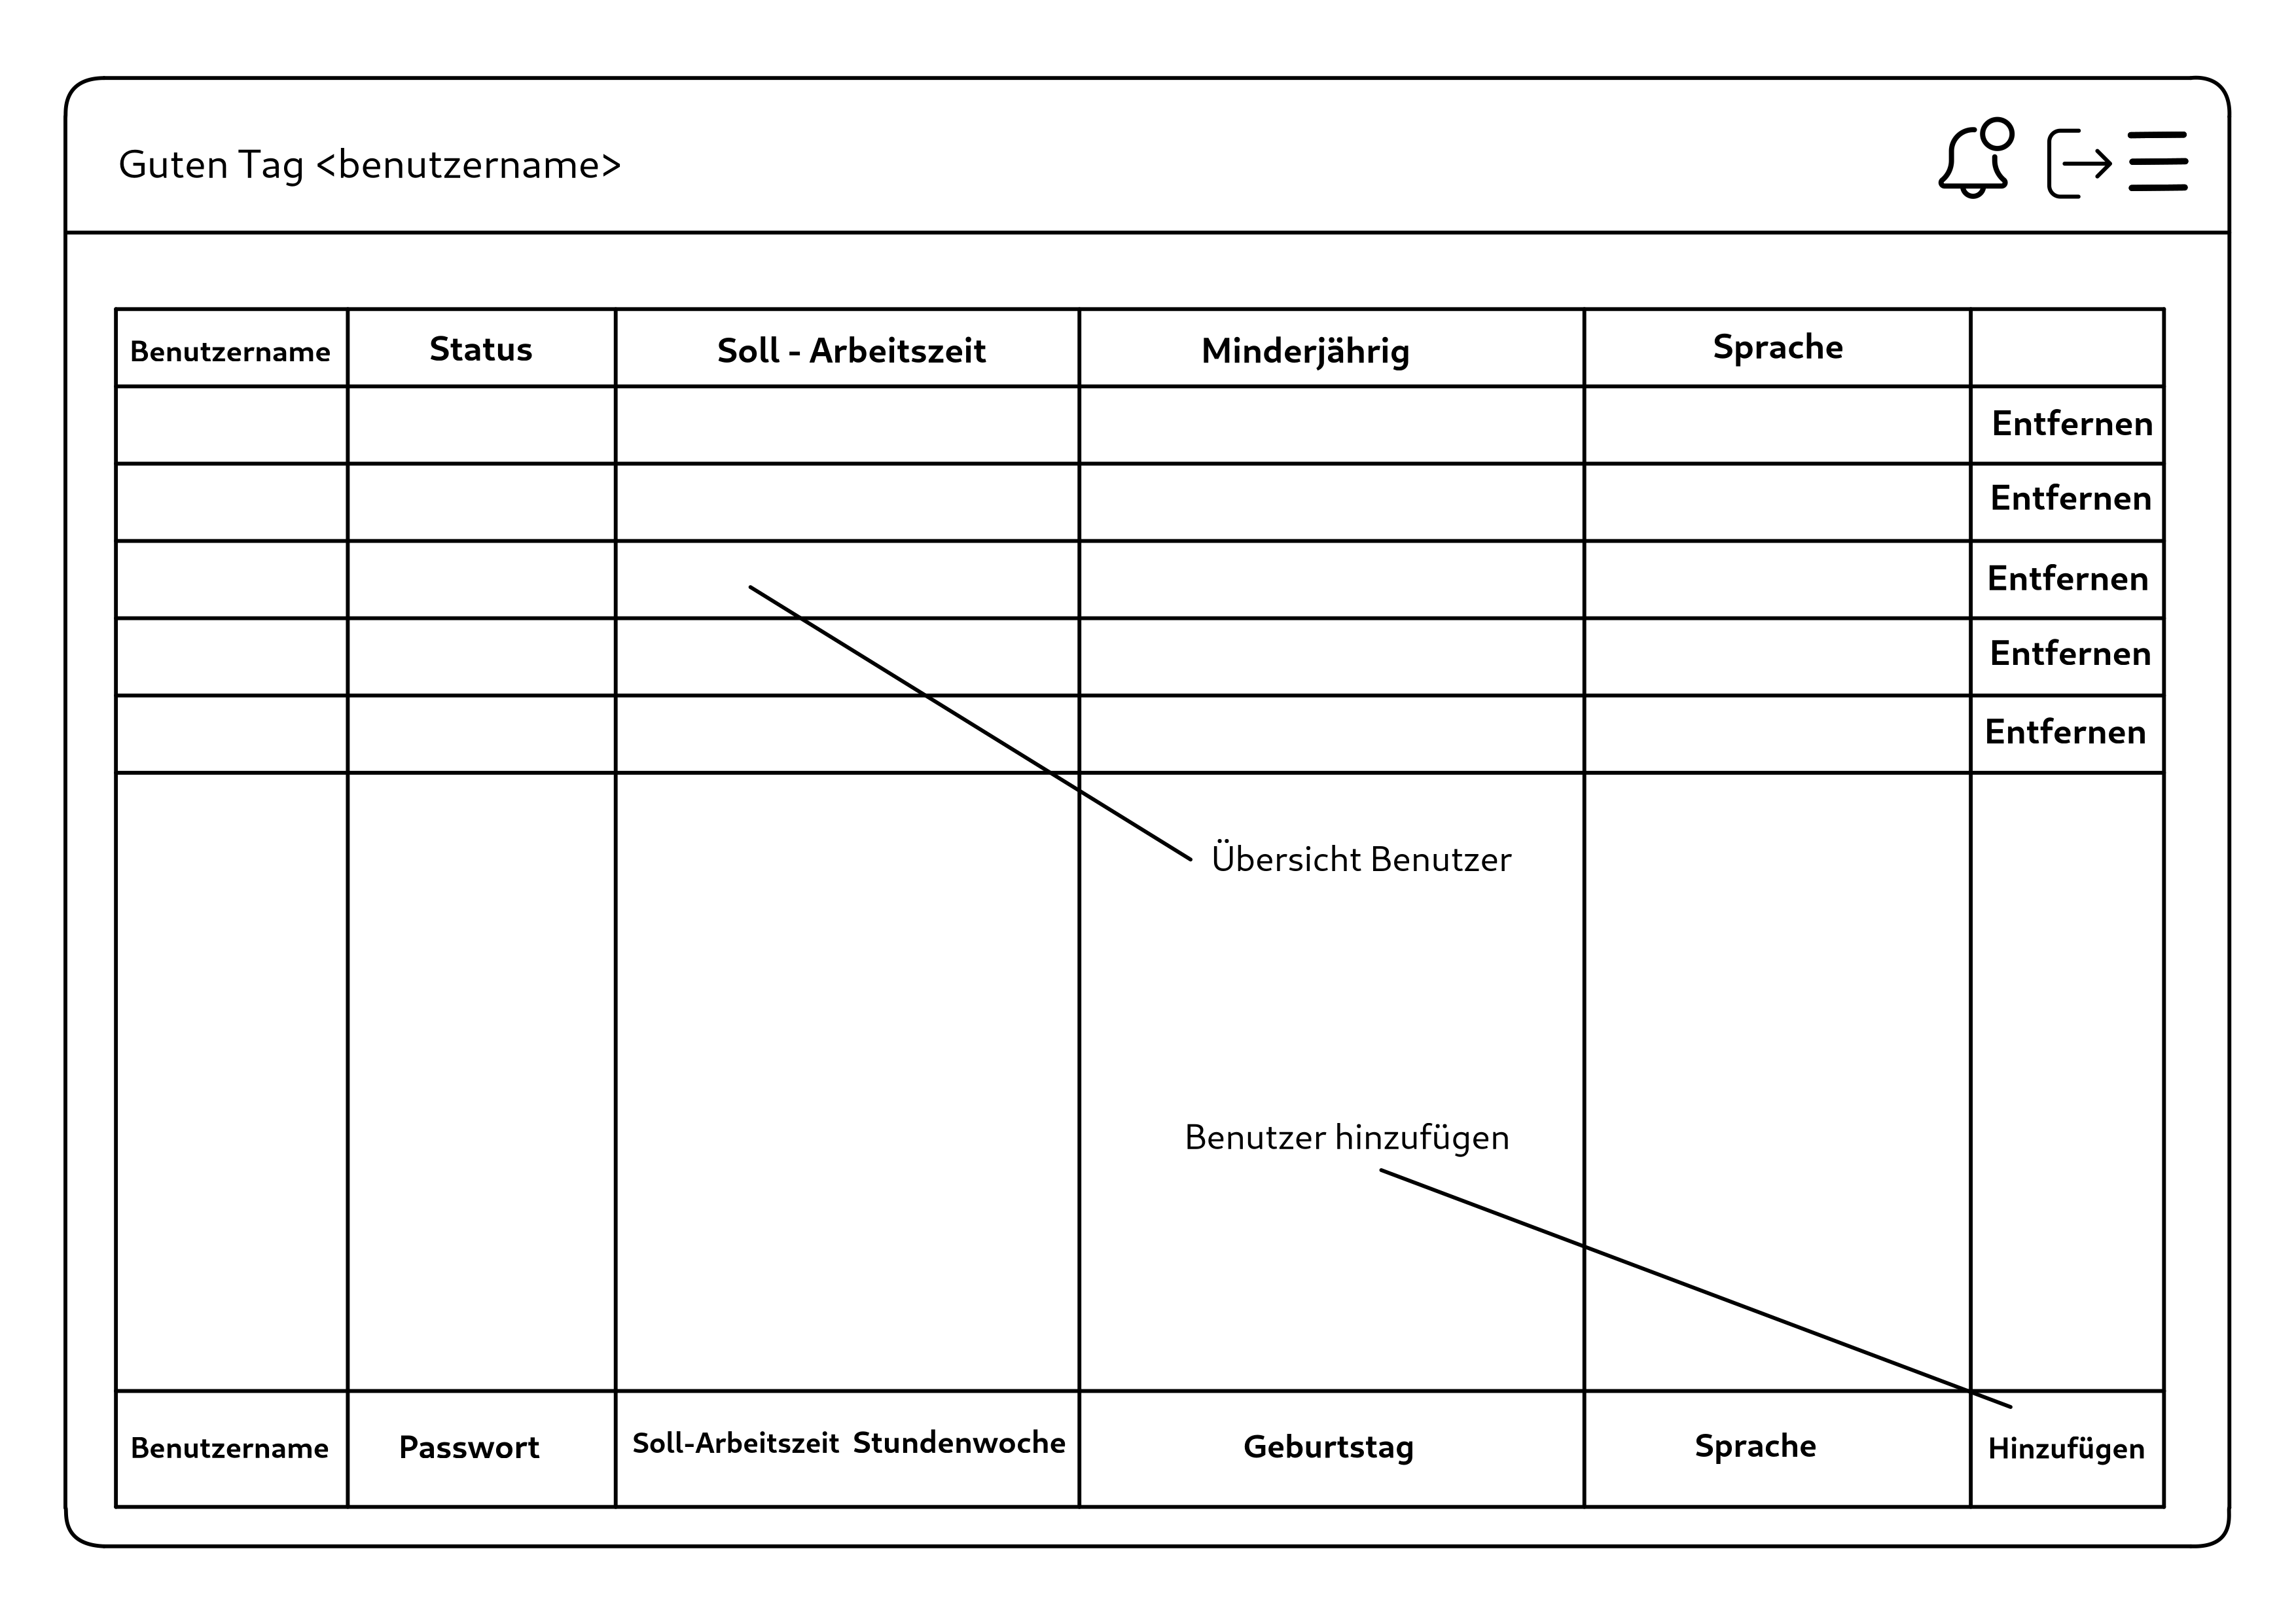 Guten Tag <benutzername>
Benutzername Status Soll - Arbeitszeit Minderjährig Sprache
Entfernen
Entfernen
Entfernen
Entfernen
Entfernen
Übersicht Benutzer
Benutzer hinzufügen
Benutzername Passwort Soll-Arbeitszeit Stundenwoche Geburtstag Sprache Hinzufügen